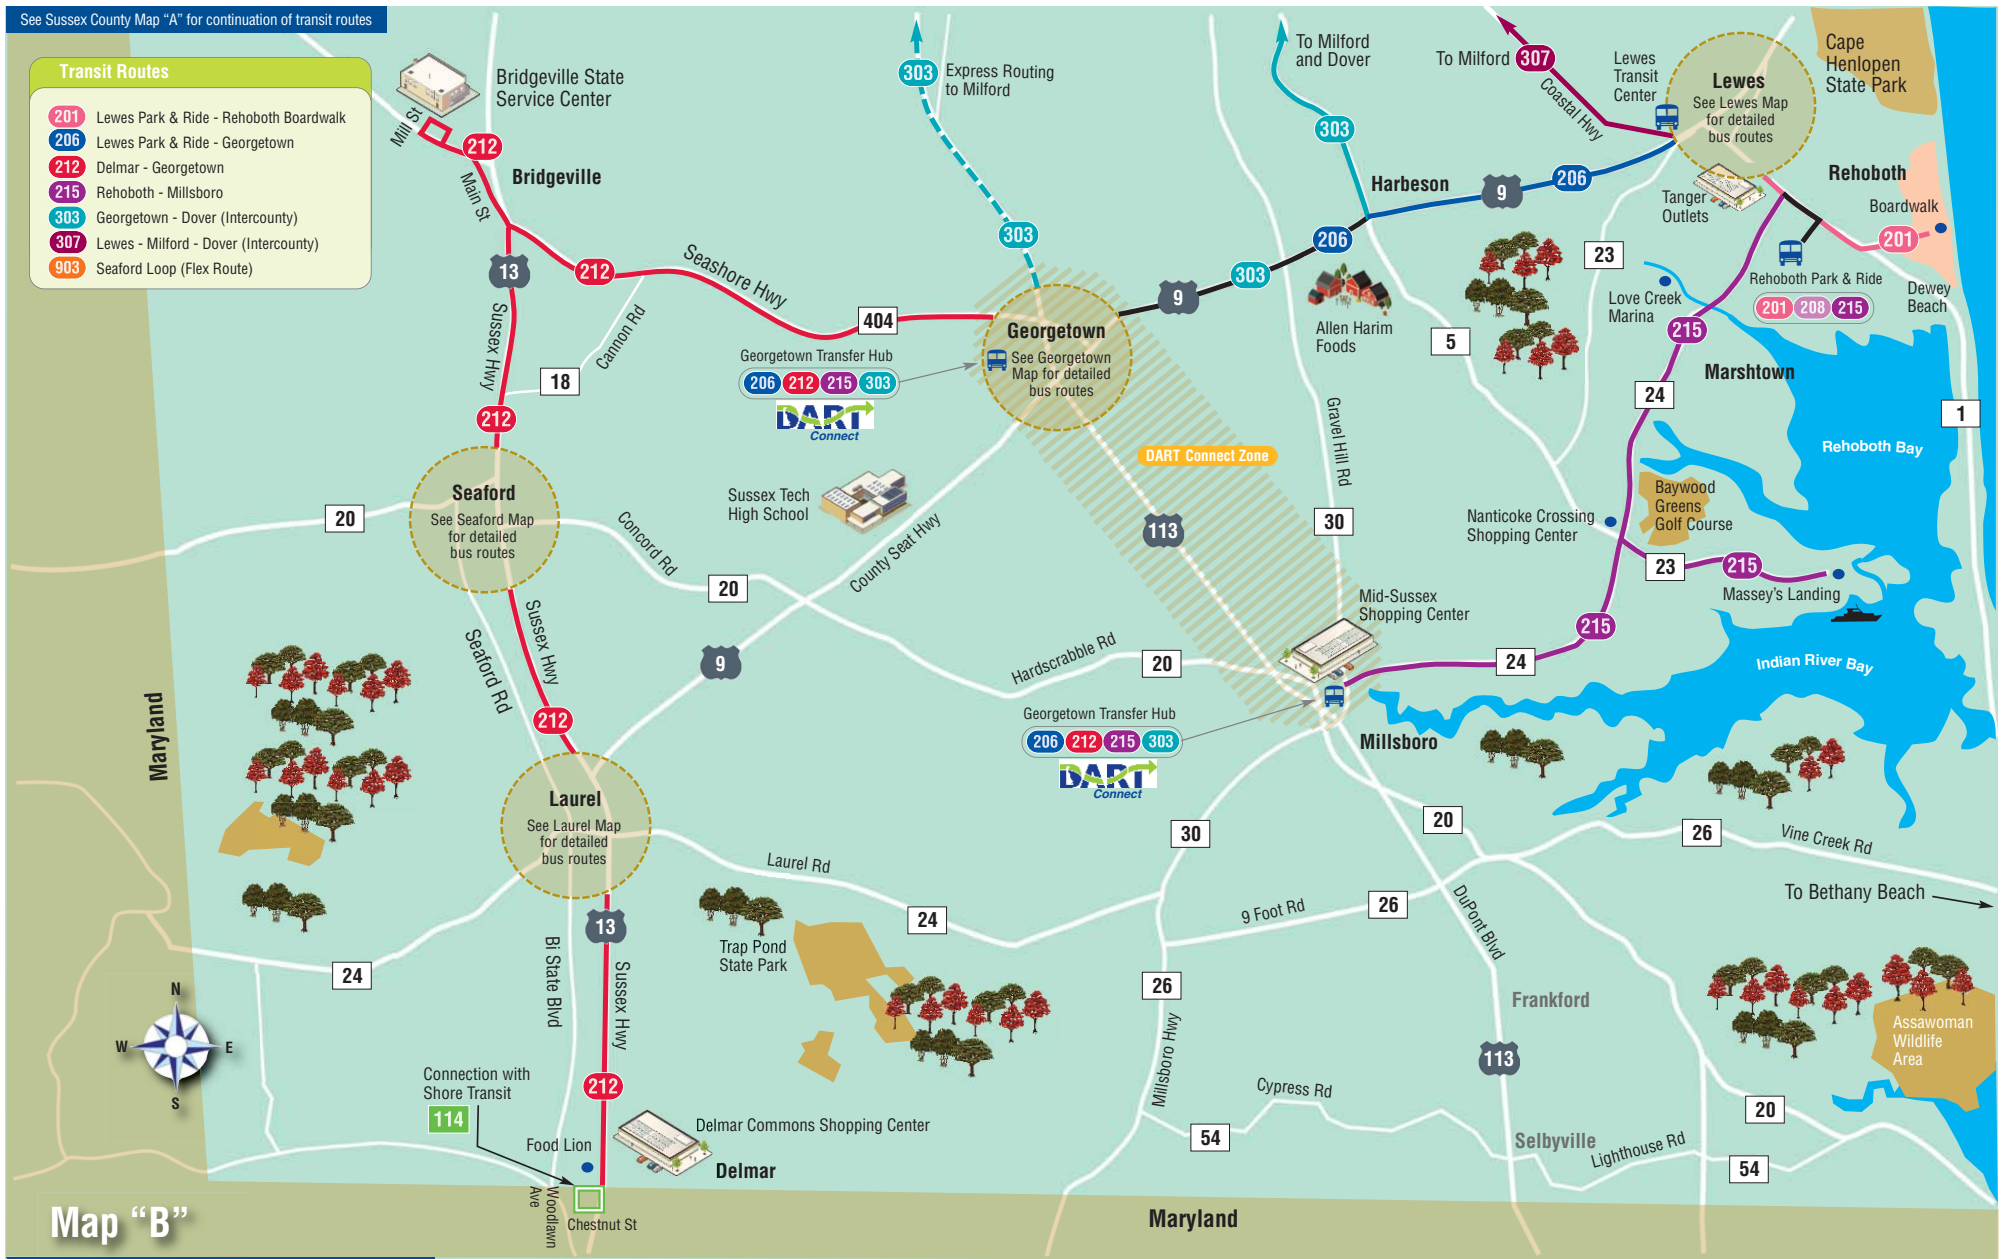 See Sussex County Map “A” for continuation of transit routes
Transit Routes
201 Lewes Park & Ride - Rehoboth Boardwalk
206 Lewes Park & Ride - Georgetown
212 Delmar - Georgetown
215 Rehoboth - Millsboro
303 Georgetown - Dover (Intercounty)
307 Lewes - Milford - Dover (Intercounty)
903 Seaford Loop (Flex Route)
Bridgeville State
Service Center
Mill St
212
Main St
Bridgeville
13
212
Seashore Hwy
Sussex Hwy
Cannon Rd
18
404
212
303
Express Routing
to Milford
303
To Milford
and Dover
303
To Milford
307
Coastal Hwy
Lewes
Transit
Center
Lewes
See Lewes Map
for detailed
bus routes
Cape
Henlopen
State Park
Harbeson
9
206
206
303
9
Tanger
Outlets
Rehoboth
Boardwalk
201
Rehoboth Park & Ride
201 208 215
Dewey
Beach
23
Love Creek
Marina
215
Marshtown
24
1
Rehoboth Bay
Allen Harim
Foods
5
Georgetown
See Georgetown
Map for detailed
bus routes
Georgetown Transfer Hub
206 212 215 303
DART
Connect
DART Connect Zone
Gravel Hill Rd
30
113
Seaford
See Seaford Map
for detailed
bus routes
20
Concord Rd
20
Sussex Tech
High School
County Seat Hwy
9
Nanticoke Crossing
Shopping Center
Baywood
Greens
Golf Course
23
215
Massey's Landing
215
24
Indian River Bay
Mid-Sussex
Shopping Center
Hardscrabble Rd
20
Georgetown Transfer Hub
206 212 215 303
DART
Connect
Millsboro
Sussex Hwy
Seaford Rd
212
Maryland
Laurel
See Laurel Map
for detailed
bus routes
Laurel Rd
24
30
20
26
Vine Creek Rd
To Bethany Beach
9 Foot Rd
26
DuPont Blvd
Trap Pond
State Park
13
Bi State Blvd
Sussex Hwy
24
26
Millsboro Hwy
Frankford
113
Assawoman
Wildlife
Area
N
W
E
S
Connection with
Shore Transit
114
212
Food Lion
Delmar Commons Shopping Center
Delmar
Cypress Rd
54
Selbyville
Lighthouse Rd
20
54
Woodlawn
Ave
Chestnut St
Maryland
Map “B”